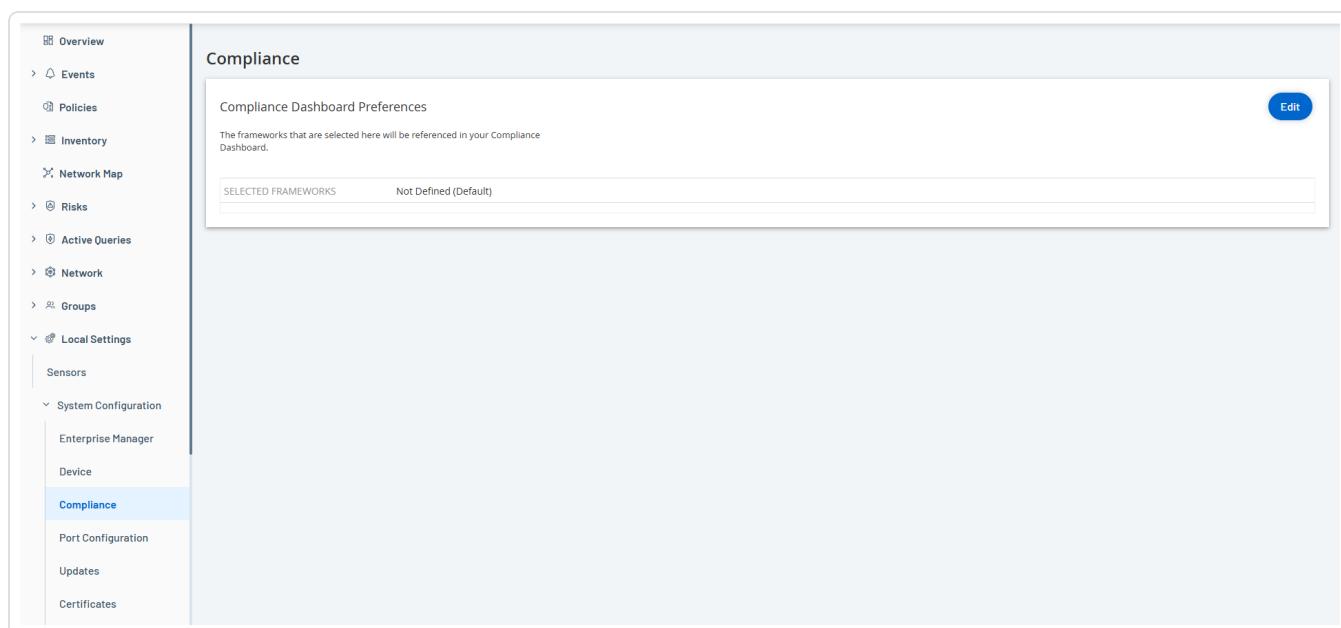 Overview
Events
Policies
Inventory
Network Map
Risks
Active Queries
Network
Groups
Local Settings
Sensors
System Configuration
Enterprise Manager
Device
Compliance
Port Configuration
Updates
Certificates
Compliance
Compliance Dashboard Preferences
Edit
The frameworks that are selected here will be referenced in your Compliance
Dashboard.
SELECTED FRAMEWORKS Not Defined (Default)